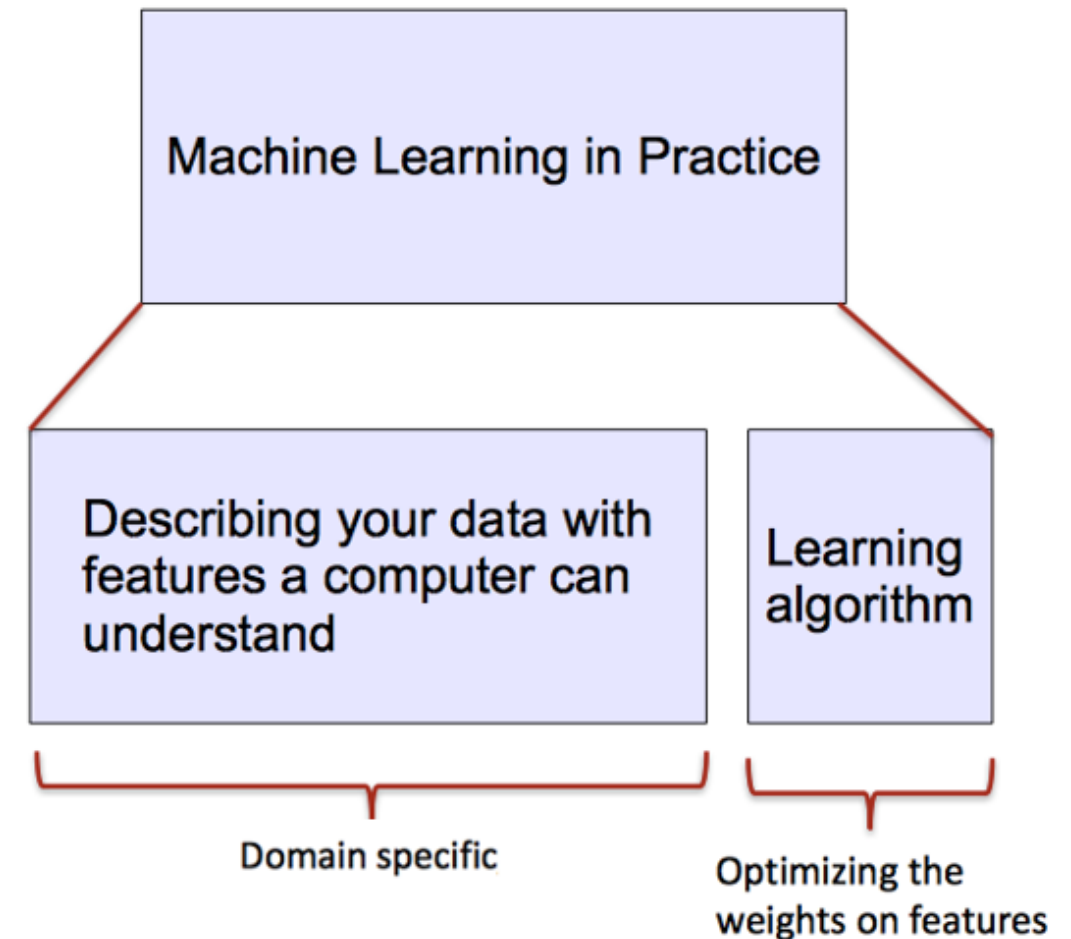 Machine Learning in Practice
Describing your data with
features a computer can
understand
Learning
algorithm
Domain specific
Optimizing the
weights on features